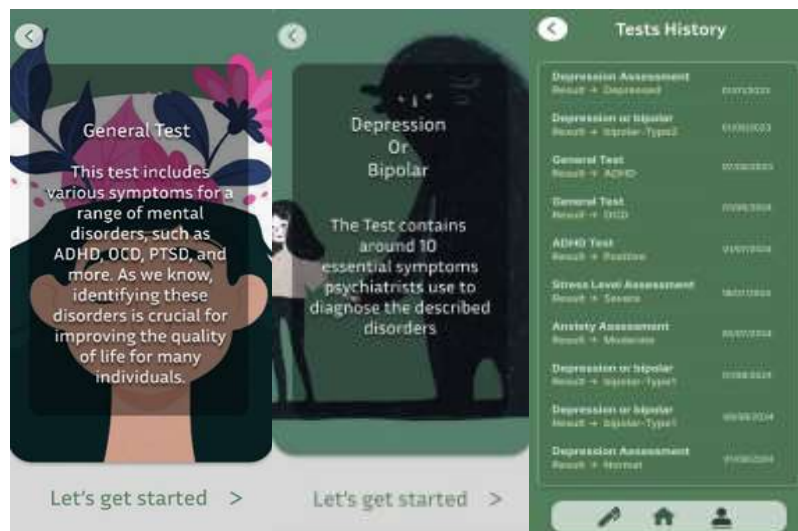 General Test
This test includes
various symptoms for a
range of mental
disorders, such as
ADHD, OCD, PTSD, and
more. As we know,
identifying these
disorders is crucial for
improving the quality
of life for many
individuals.
Let's get started >
Depression
Or
Bipolar
The Test contains
around 10
essential symptoms
psychiatrists use to
diagnose the described
disorders
Let's get started >
Tests History
Depression Assessment
Result → Depressed
Depression or bipolar
Result → bipolar-Type2
General Test
Result → ADHD
General Test
Result → OCD
ADHD Test
Result → Positive
Stress Level Assessment
Result → Severe
Anxiety Assessment
Result → Moderate
Depression or bipolar
Result → bipolar-Type1
Depression or bipolar
Result → bipolar-Type1
Depression Assessment
Result → Normal